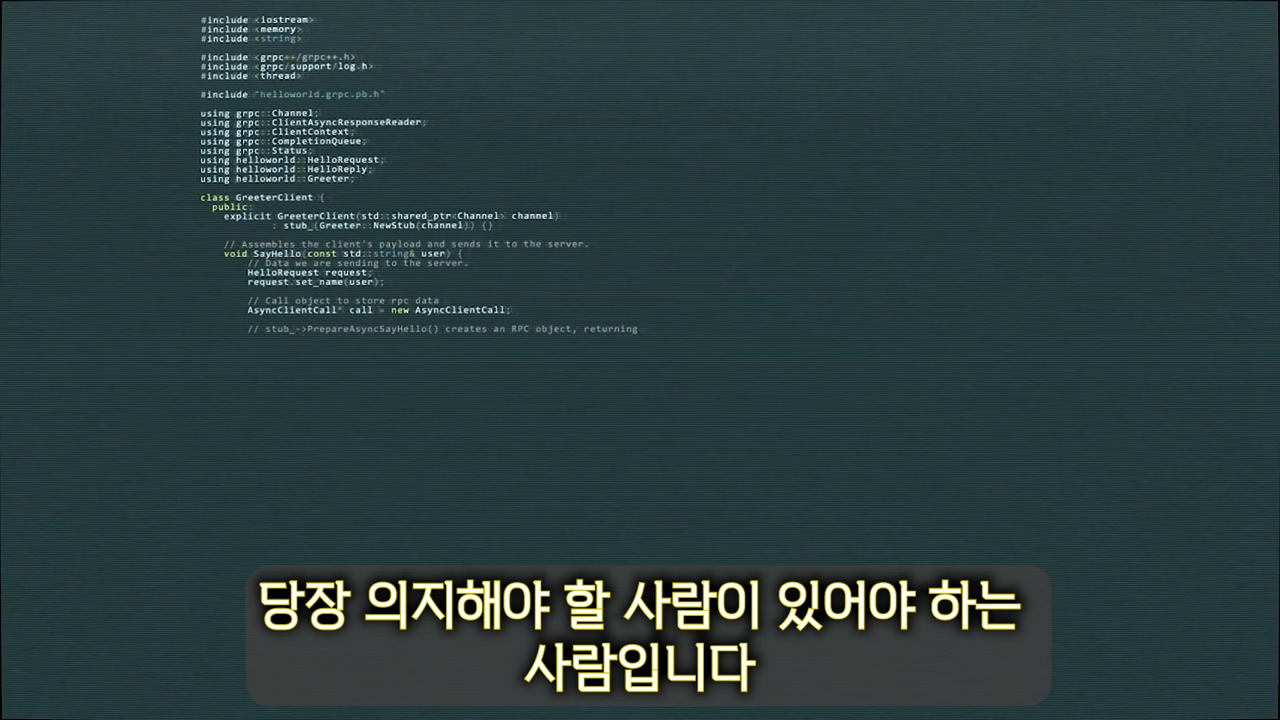 #include <iostream>
#include <memory>
#include <string>
#include <grpc++/grpc++.h>
#include <grpc/support/log.h>
#include <thread>
#include "helloworld.grpc.pb.h"
using grpc::Channel;
using grpc::ClientAsyncResponseReader;
using grpc::ClientContext;
using grpc::CompletionQueue;
using grpc::Status;
using helloworld::HelloRequest;
using helloworld::HelloReply;
using helloworld::Greeter;
class GreeterClient {
public:
explicit GreeterClient(std::shared_ptr<Channel> channel)
: stub_(Greeter::NewStub(channel)) {}
// Assembles the client's payload and sends it to the server.
void SayHello(const std::string& user) {
// Data we are sending to the server.
HelloRequest request;
request.set_name(user);
// Call object to store rpc data
AsyncClientCall* call = new AsyncClientCall;
// stub_->PrepareAsyncSayHello() creates an RPC object, returning
당장 의지해야 할 사람이 있어야 하는
사람입니다